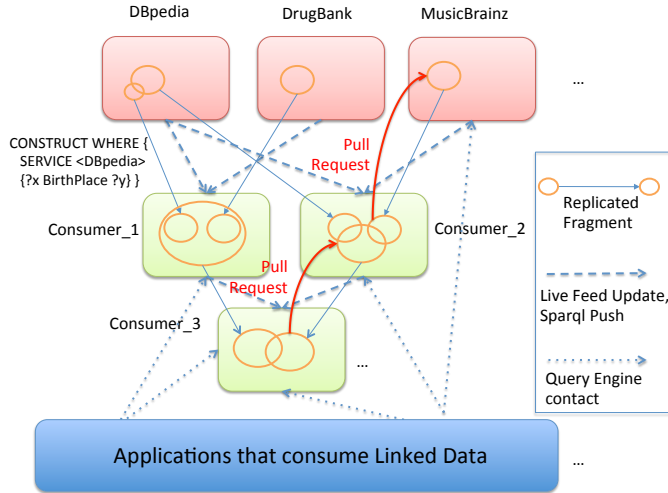 DBpedia
DrugBank
MusicBrainz
...
Pull
Request
CONSTRUCT WHERE {
SERVICE <DBpedia>
{?x BirthPlace ?y} }
Consumer_1
Consumer_2
Pull
Request
Consumer_3
...
Replicated
Fragment
Live Feed Update,
Sparql Push
Query Engine
contact
Applications that consume Linked Data
...